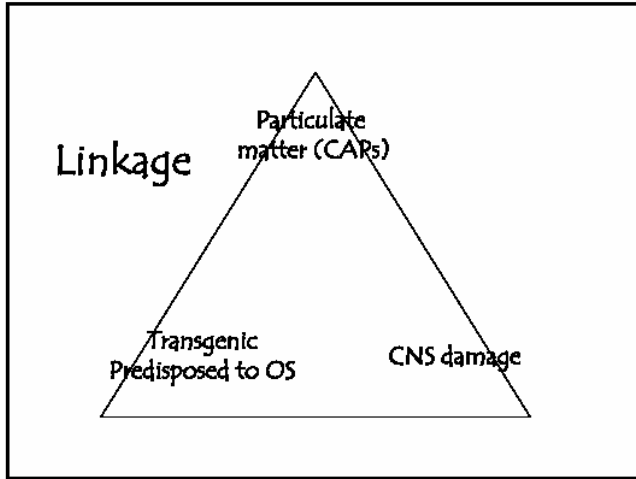 Particulate
matter (CAPs)
Linkage
Transgenic
Predisposed to OS
CNS damage